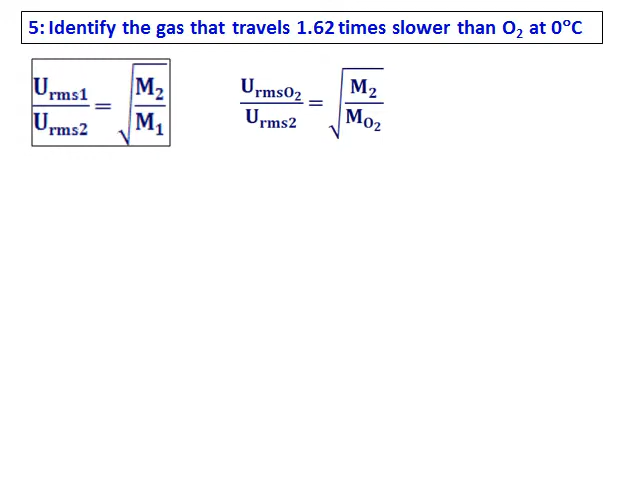 5: Identify the gas that travels 1.62 times slower than O₂ at 0°C
Urms1/Urms2 = √(M₂/M₁)
UrmsO₂/Urms2 = √(M₂/MO₂)